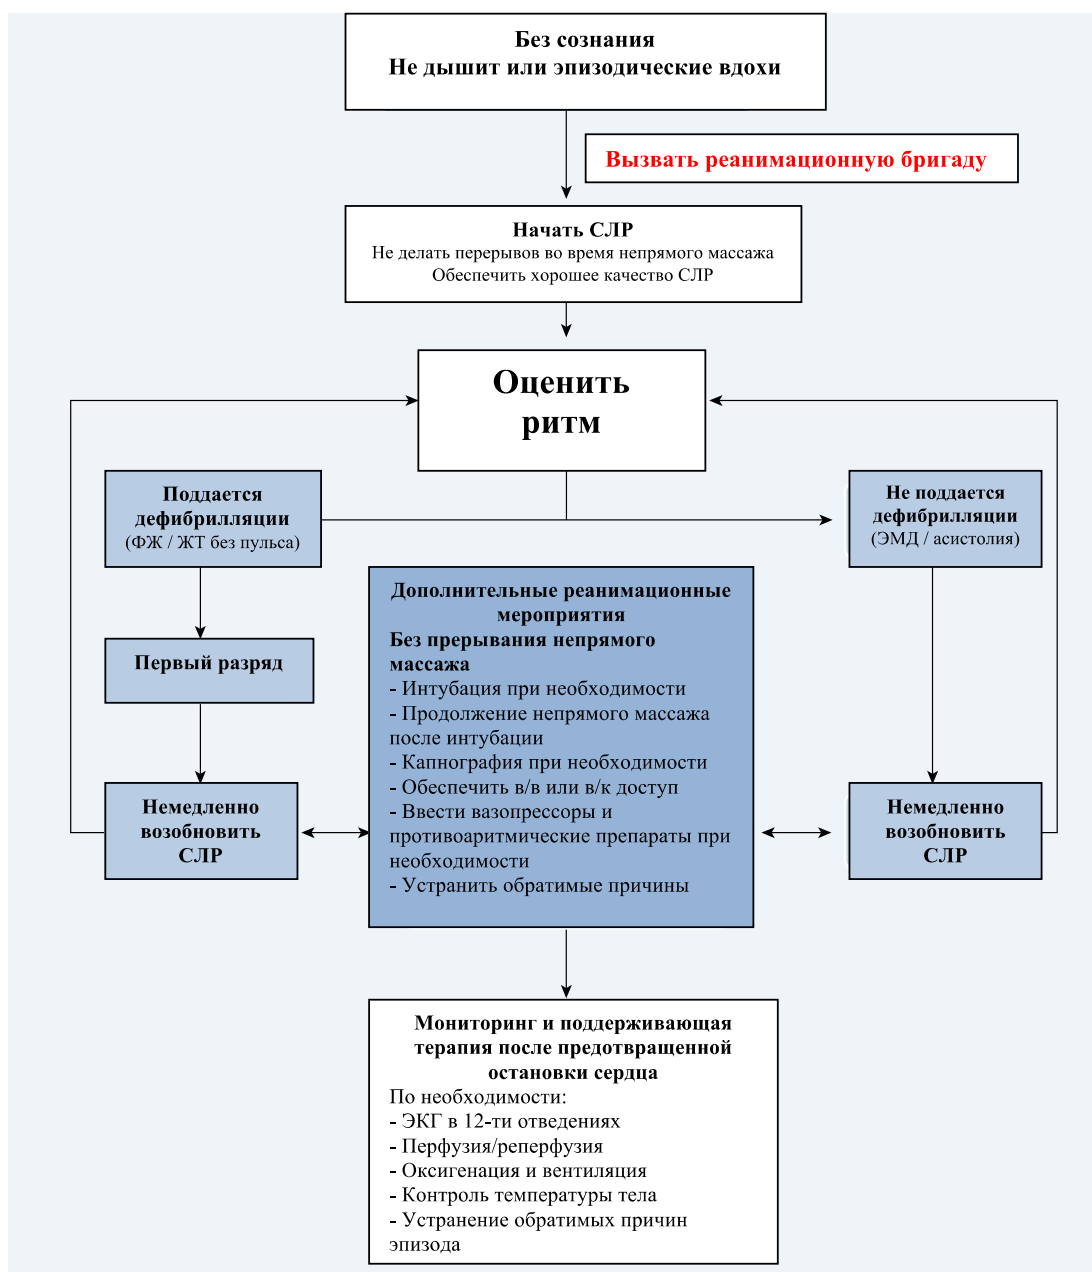 Без сознания
Не дышит или эпизодические вдохи
Вызвать реанимационную бригаду
Начать СЛР
Не делать перерывов во время непрямого массажа
Обеспечить хорошее качество СЛР
Оценить
ритм
Поддается
дефибрилляции
(ФЖ / ЖТ без пульса)
Не поддается
дефибрилляции
(ЭМД / асистолия)
Первый разряд
Немедленно
возобновить
СЛР
Дополнительные реанимационные
мероприятия
Без прерывания непрямого
массажа
- Интубация при необходимости
- Продолжение непрямого массажа
после интубации
- Капнография при необходимости
- Обеспечить в/в или в/к доступ
- Ввести вазопрессоры и
противоаритмические препараты при
необходимости
- Устранить обратимые причины
Немедленно
возобновить
СЛР
Мониторинг и поддерживающая
терапия после предотвращенной
остановки сердца
По необходимости:
- ЭКГ в 12-ти отведениях
- Перфузия/реперфузия
- Оксигенация и вентиляция
- Контроль температуры тела
- Устранение обратимых причин
эпизода